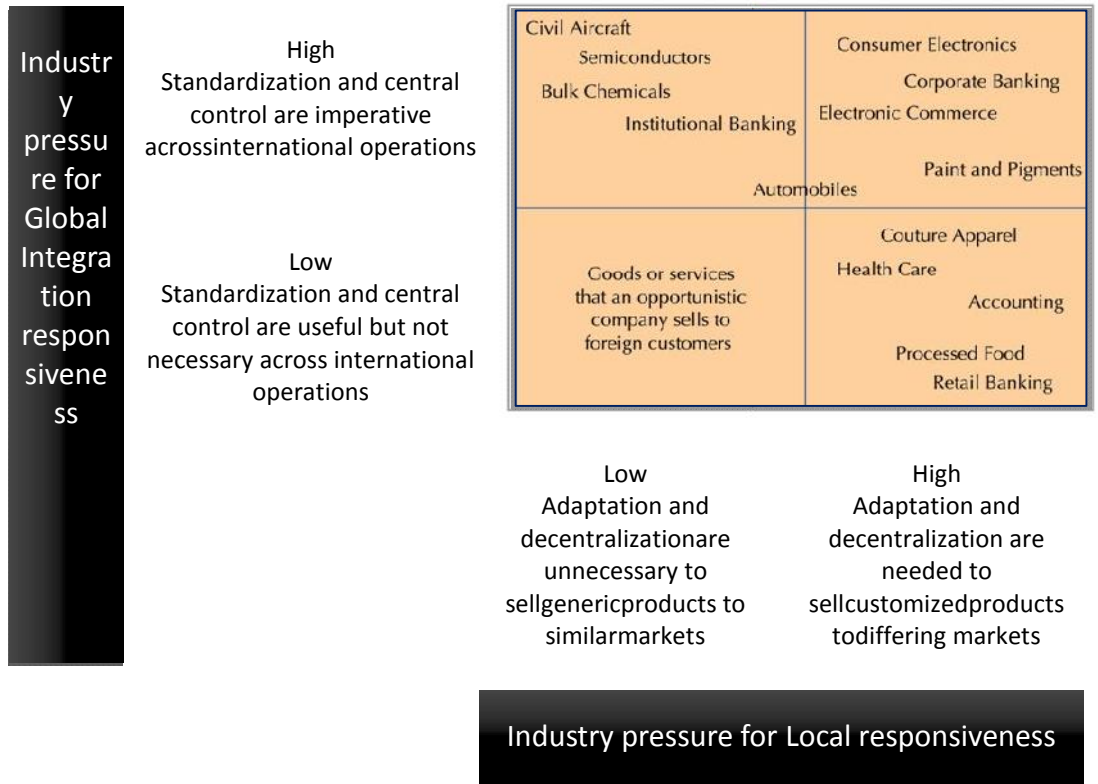 Industr
y
pressu
re for
Global
Integra
tion
respon
sivene
ss
High
Standardization and central
control are imperative
acrossinternational operations
Low
Standardization and central
control are useful but not
necessary across international
operations
Civil Aircraft
Semiconductors
Bulk Chemicals
Institutional Banking
Automobiles
Consumer Electronics
Corporate Banking
Electronic Commerce
Paint and Pigments
Goods or services
that an opportunistic
company sells to
foreign customers
Couture Apparel
Health Care
Accounting
Processed Food
Retail Banking
Low
Adaptation and
decentralizationare
unnecessary to
sellgenericproducts to
similarmarkets
High
Adaptation and
decentralization are
needed to
sellcustomizedproducts
todiffering markets
Industry pressure for Local responsiveness